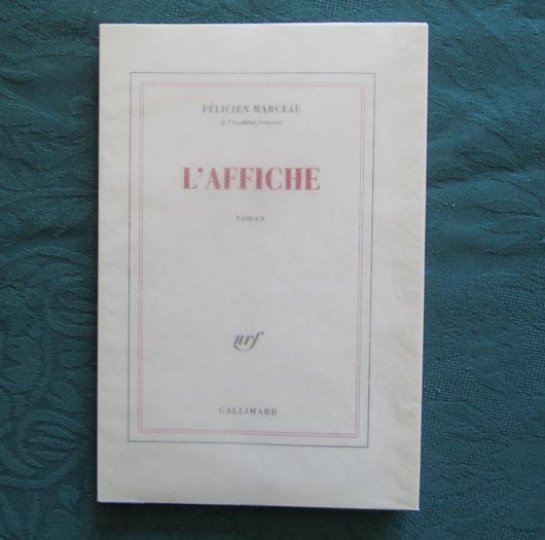 FÉLICIEN MARCEAU
de l'Académie française
L'AFFICHE
roman
nrf
GALLIMARD